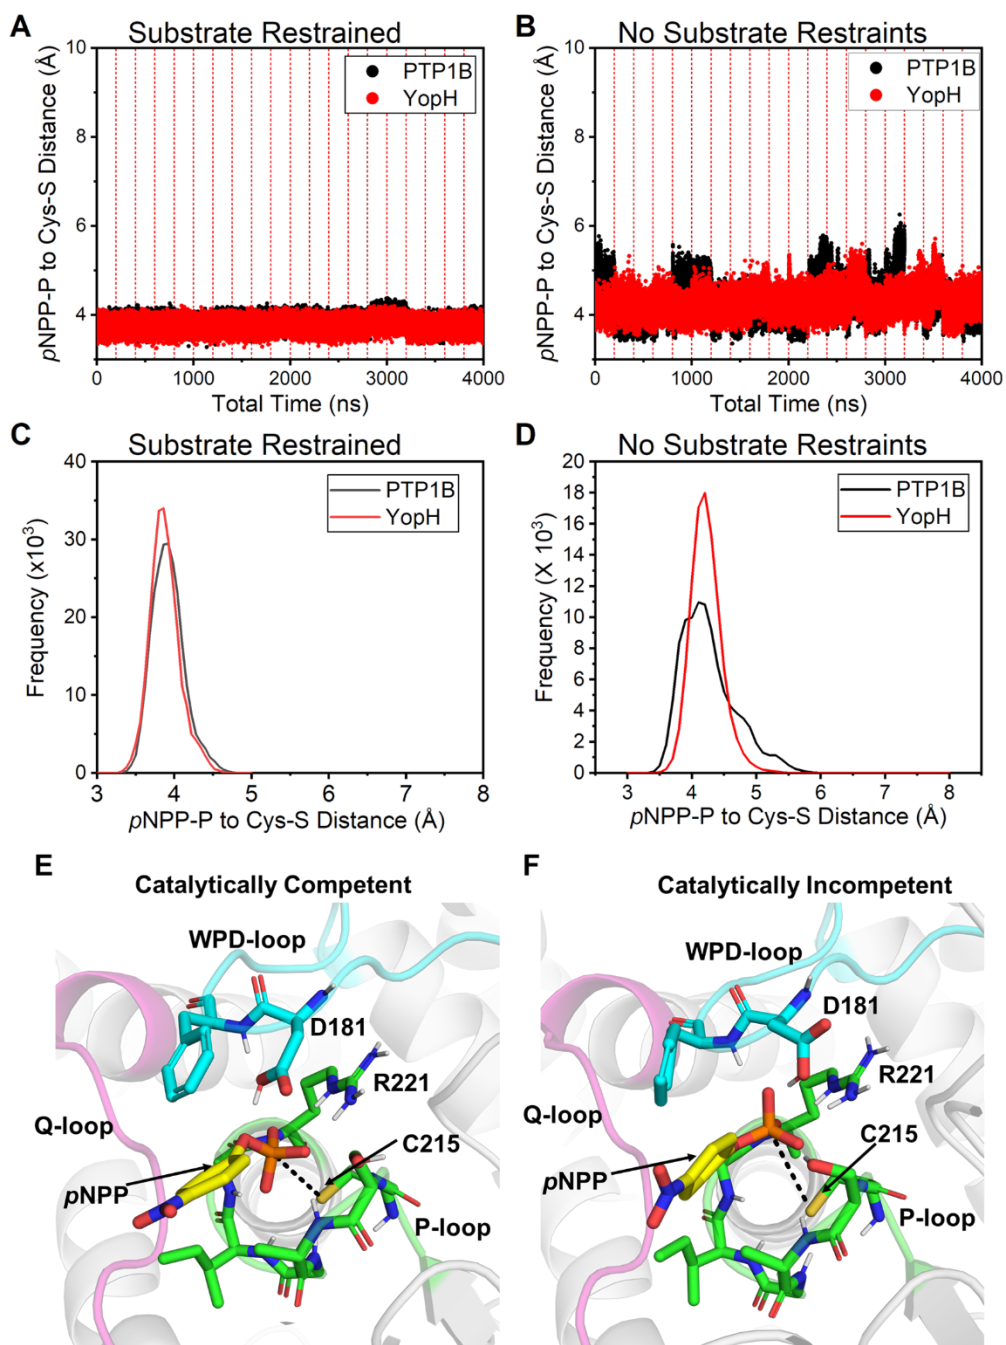 A
Substrate Restrained
pNPP-P to Cys-S Distance (Å)
10
8
6
4
PTP1B
YopH
0
1000
2000
3000
4000
Total Time (ns)
B
No Substrate Restraints
pNPP-P to Cys-S Distance (Å)
10
8
6
4
PTP1B
YopH
0
1000
2000
3000
4000
Total Time (ns)
C
Substrate Restrained
Frequency (x10³)
40
30
20
10
0
PTP1B
YopH
3
4
5
6
7
8
pNPP-P to Cys-S Distance (Å)
D
No Substrate Restraints
Frequency (X 10³)
20
18
16
14
12
10
8
6
4
2
0
PTP1B
YopH
3
4
5
6
7
8
pNPP-P to Cys-S Distance (Å)
E
Catalytically Competent
WPD-loop
D181
R221
Q-loop
C215
pNPP
P-loop
F
Catalytically Incompetent
WPD-loop
D181
R221
Q-loop
C215
pNPP
P-loop